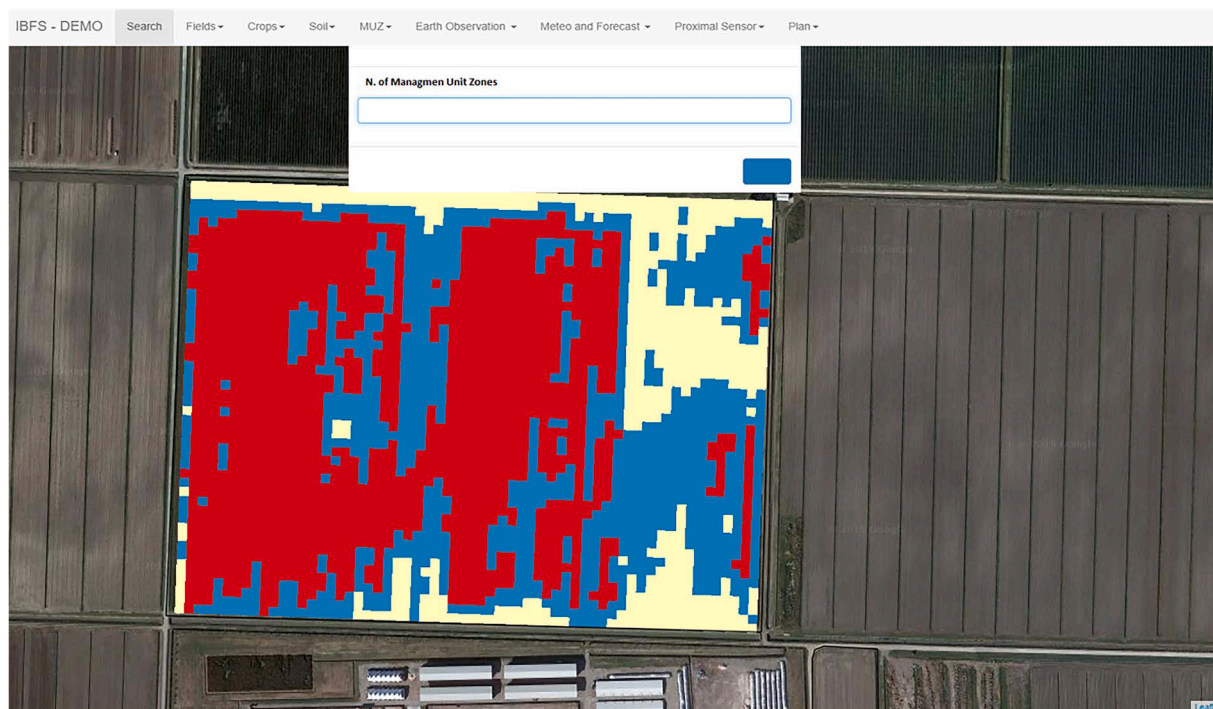 IBFS - DEMO Search Fields Crops Soil MUZ Earth Observation Meteo and Forecast Proximal Sensor Plan
N. of Managmen Unit Zones
Leaf